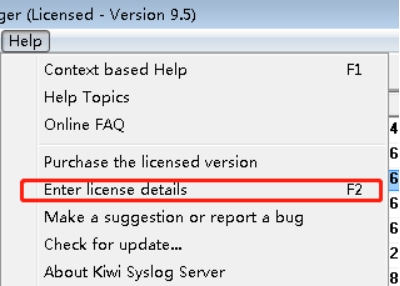 ger (Licensed - Version 9.5)
Help
Context based Help F1
Help Topics
Online FAQ
4
Purchase the licensed version
6
Enter license details F2
6
Make a suggestion or report a bug
6
6
Check for update...
2
About Kiwi Syslog Server
8